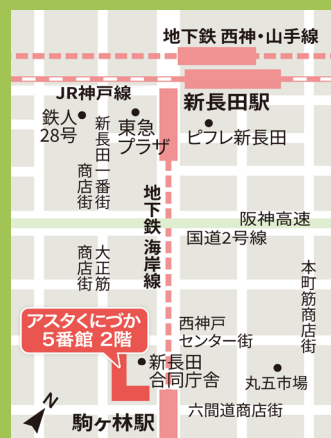 地下鉄 西神・山手線
JR神戸線
新長田駅
鉄人
28号
新長田一番街
商店街
東急
プラザ
ピフレ新長田
地下鉄 海岸線
阪神高速
国道2号線
大正筋
商店街
本町筋商店街
アスタくにづか
5番館 2階
西神戸
センター街
新長田
合同庁舎
丸五市場
六間道商店街
駒ヶ林駅
N